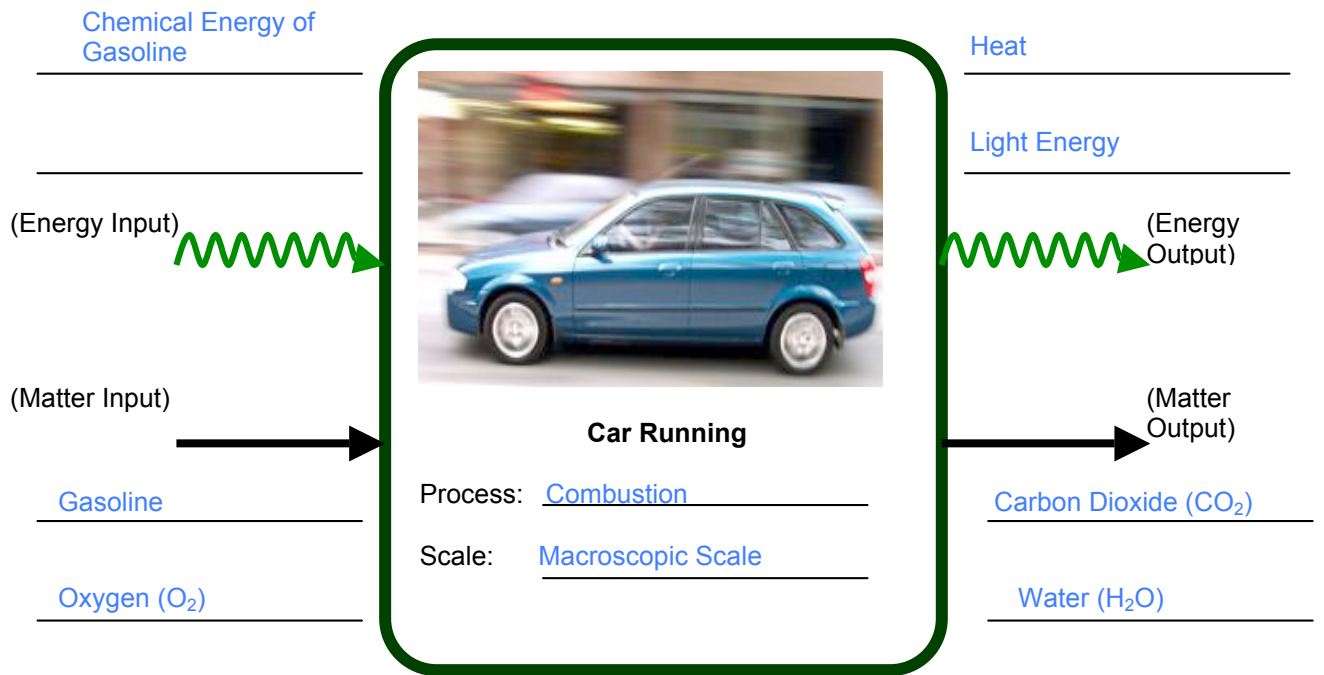 Chemical Energy of
Gasoline
Heat
Light Energy
(Energy Input)
(Energy
Output)
(Matter Input)
(Matter
Output)
Car Running
Process: Combustion
Scale: Macroscopic Scale
Gasoline
Oxygen (O₂)
Carbon Dioxide (CO₂)
Water (H₂O)